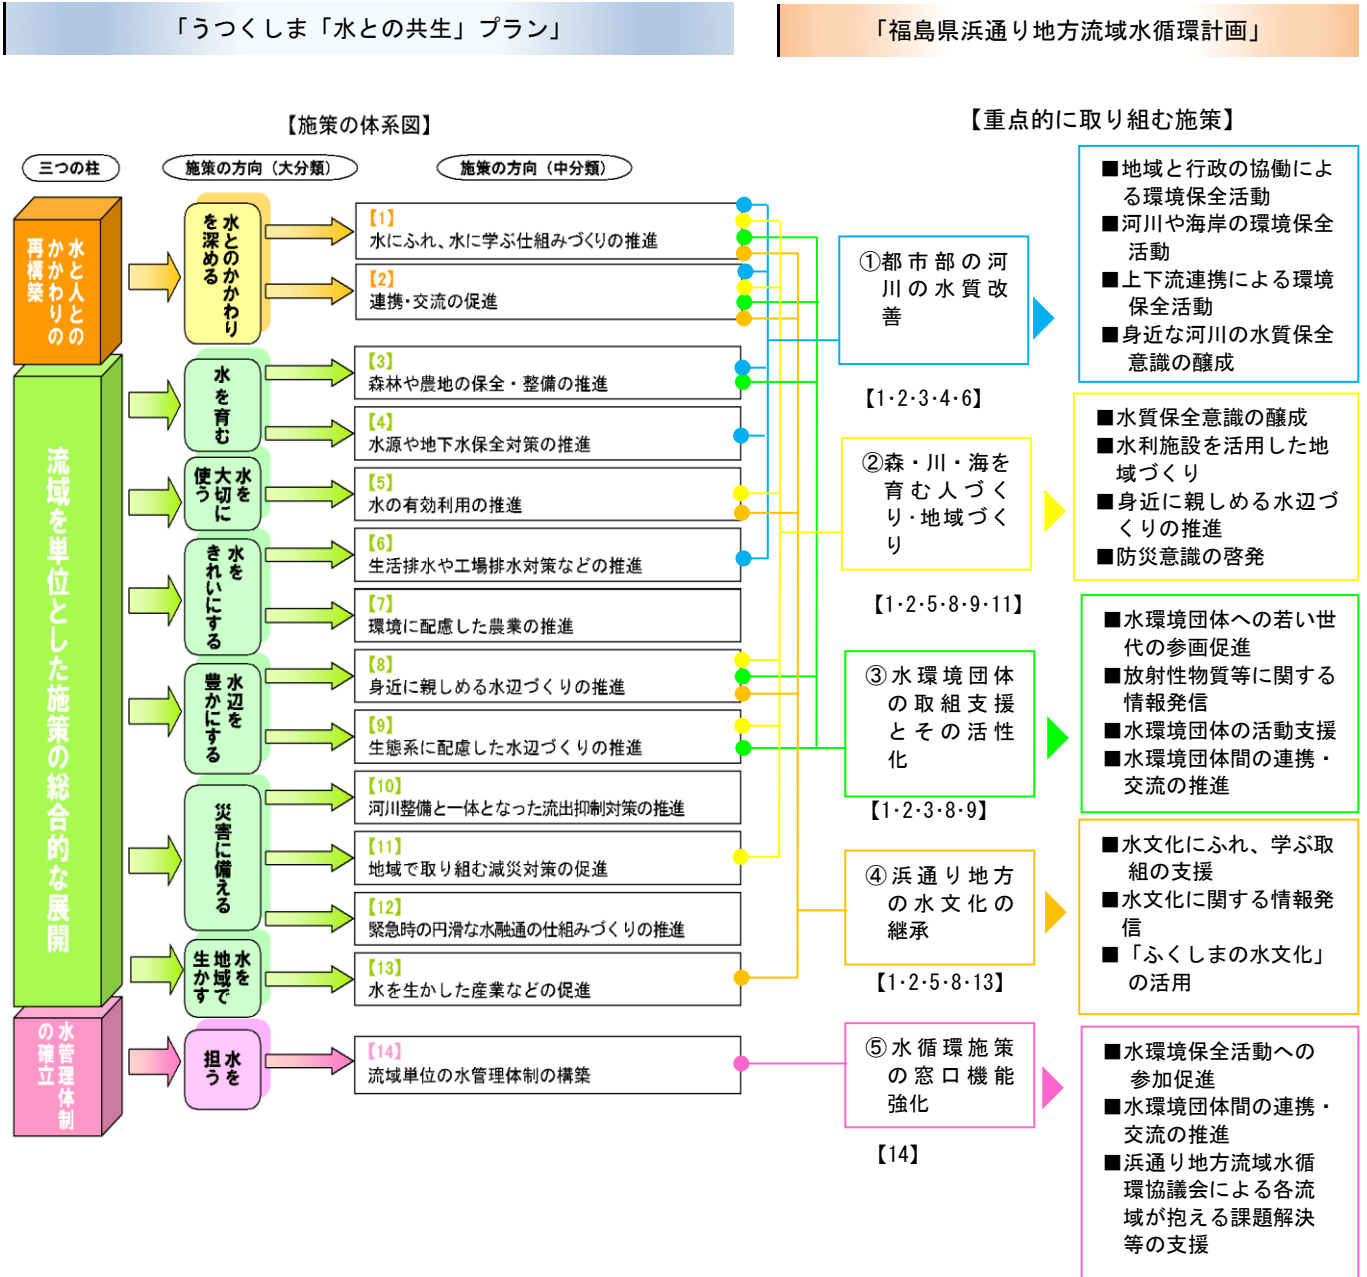 「うつくしま「水との共生」プラン」
「福島県浜通り地方流域水循環計画」
【施策の体系図】
【重点的に取り組む施策】
三つの柱
施策の方向（大分類）
施策の方向（中分類）
水と人との
かかわりの
再構築
流域を単位とした施策の総合的な展開
水管理体制
の確立
水とのかかわり
を深める
水を育む
水を
大切に
使う
水を
きれいにする
水辺を
豊かにする
災害に備える
水を
地域で
生かす
水を
担う
【1】
水にふれ、水に学ぶ仕組みづくりの推進
【2】
連携・交流の促進
【3】
森林や農地の保全・整備の推進
【4】
水源や地下水保全対策の推進
【5】
水の有効利用の推進
【6】
生活排水や工場排水対策などの推進
【7】
環境に配慮した農業の推進
【8】
身近に親しめる水辺づくりの推進
【9】
生態系に配慮した水辺づくりの推進
【10】
河川整備と一体となった流出抑制対策の推進
【11】
地域で取り組む減災対策の促進
【12】
緊急時の円滑な水融通の仕組みづくりの推進
【13】
水を生かした産業などの促進
【14】
流域単位の水管理体制の構築
①都市部の河
川の水質改
善
【1・2・3・4・6】
②森・川・海を
育む人づく
り・地域づく
り
【1・2・5・8・9・11】
③水環境団体
の取組支援
とその活性
化
【1・2・3・8・9】
④浜通り地方
の水文化の
継承
【1・2・5・8・13】
⑤水循環施策
の窓口機能
強化
【14】
■地域と行政の協働によ
る環境保全活動
■河川や海岸の環境保全
活動
■上下流連携による環境
保全活動
■身近な河川の水質保全
意識の醸成
■水質保全意識の醸成
■水利施設を活用した地
域づくり
■身近に親しめる水辺づ
くりの推進
■防災意識の啓発
■水環境団体への若い世
代の参画促進
■放射性物質等に関する
情報発信
■水環境団体の活動支援
■水環境団体間の連携・
交流の推進
■水文化にふれ、学ぶ取
組の支援
■水文化に関する情報発
信
■「ふくしまの水文化」
の活用
■水環境保全活動への
参加促進
■水環境団体間の連携・
交流の推進
■浜通り地方流域水循
環協議会による各流
域が抱える課題解決
等の支援